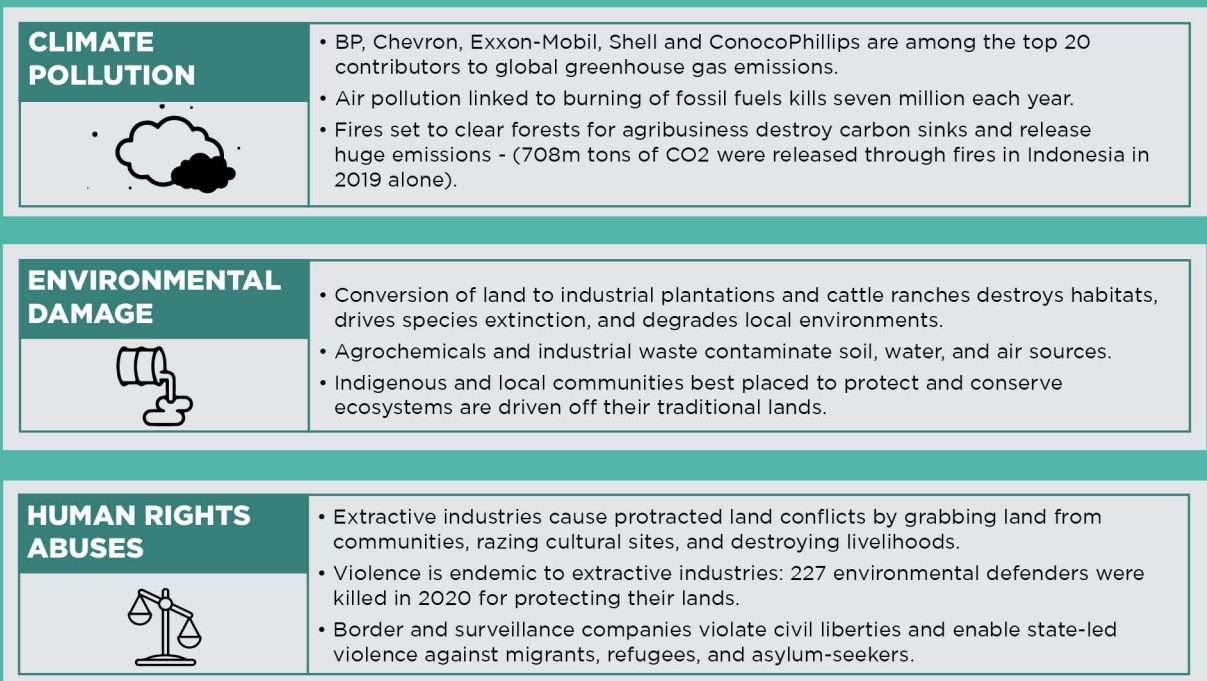 CLIMATE
POLLUTION
• BP, Chevron, Exxon-Mobil, Shell and ConocoPhillips are among the top 20
contributors to global greenhouse gas emissions.
• Air pollution linked to burning of fossil fuels kills seven million each year.
• Fires set to clear forests for agribusiness destroy carbon sinks and release
huge emissions - (708m tons of CO2 were released through fires in Indonesia in
2019 alone).
ENVIRONMENTAL
DAMAGE
• Conversion of land to industrial plantations and cattle ranches destroys habitats,
drives species extinction, and degrades local environments.
• Agrochemicals and industrial waste contaminate soil, water, and air sources.
• Indigenous and local communities best placed to protect and conserve
ecosystems are driven off their traditional lands.
HUMAN RIGHTS
ABUSES
• Extractive industries cause protracted land conflicts by grabbing land from
communities, razing cultural sites, and destroying livelihoods.
• Violence is endemic to extractive industries: 227 environmental defenders were
killed in 2020 for protecting their lands.
• Border and surveillance companies violate civil liberties and enable state-led
violence against migrants, refugees, and asylum-seekers.